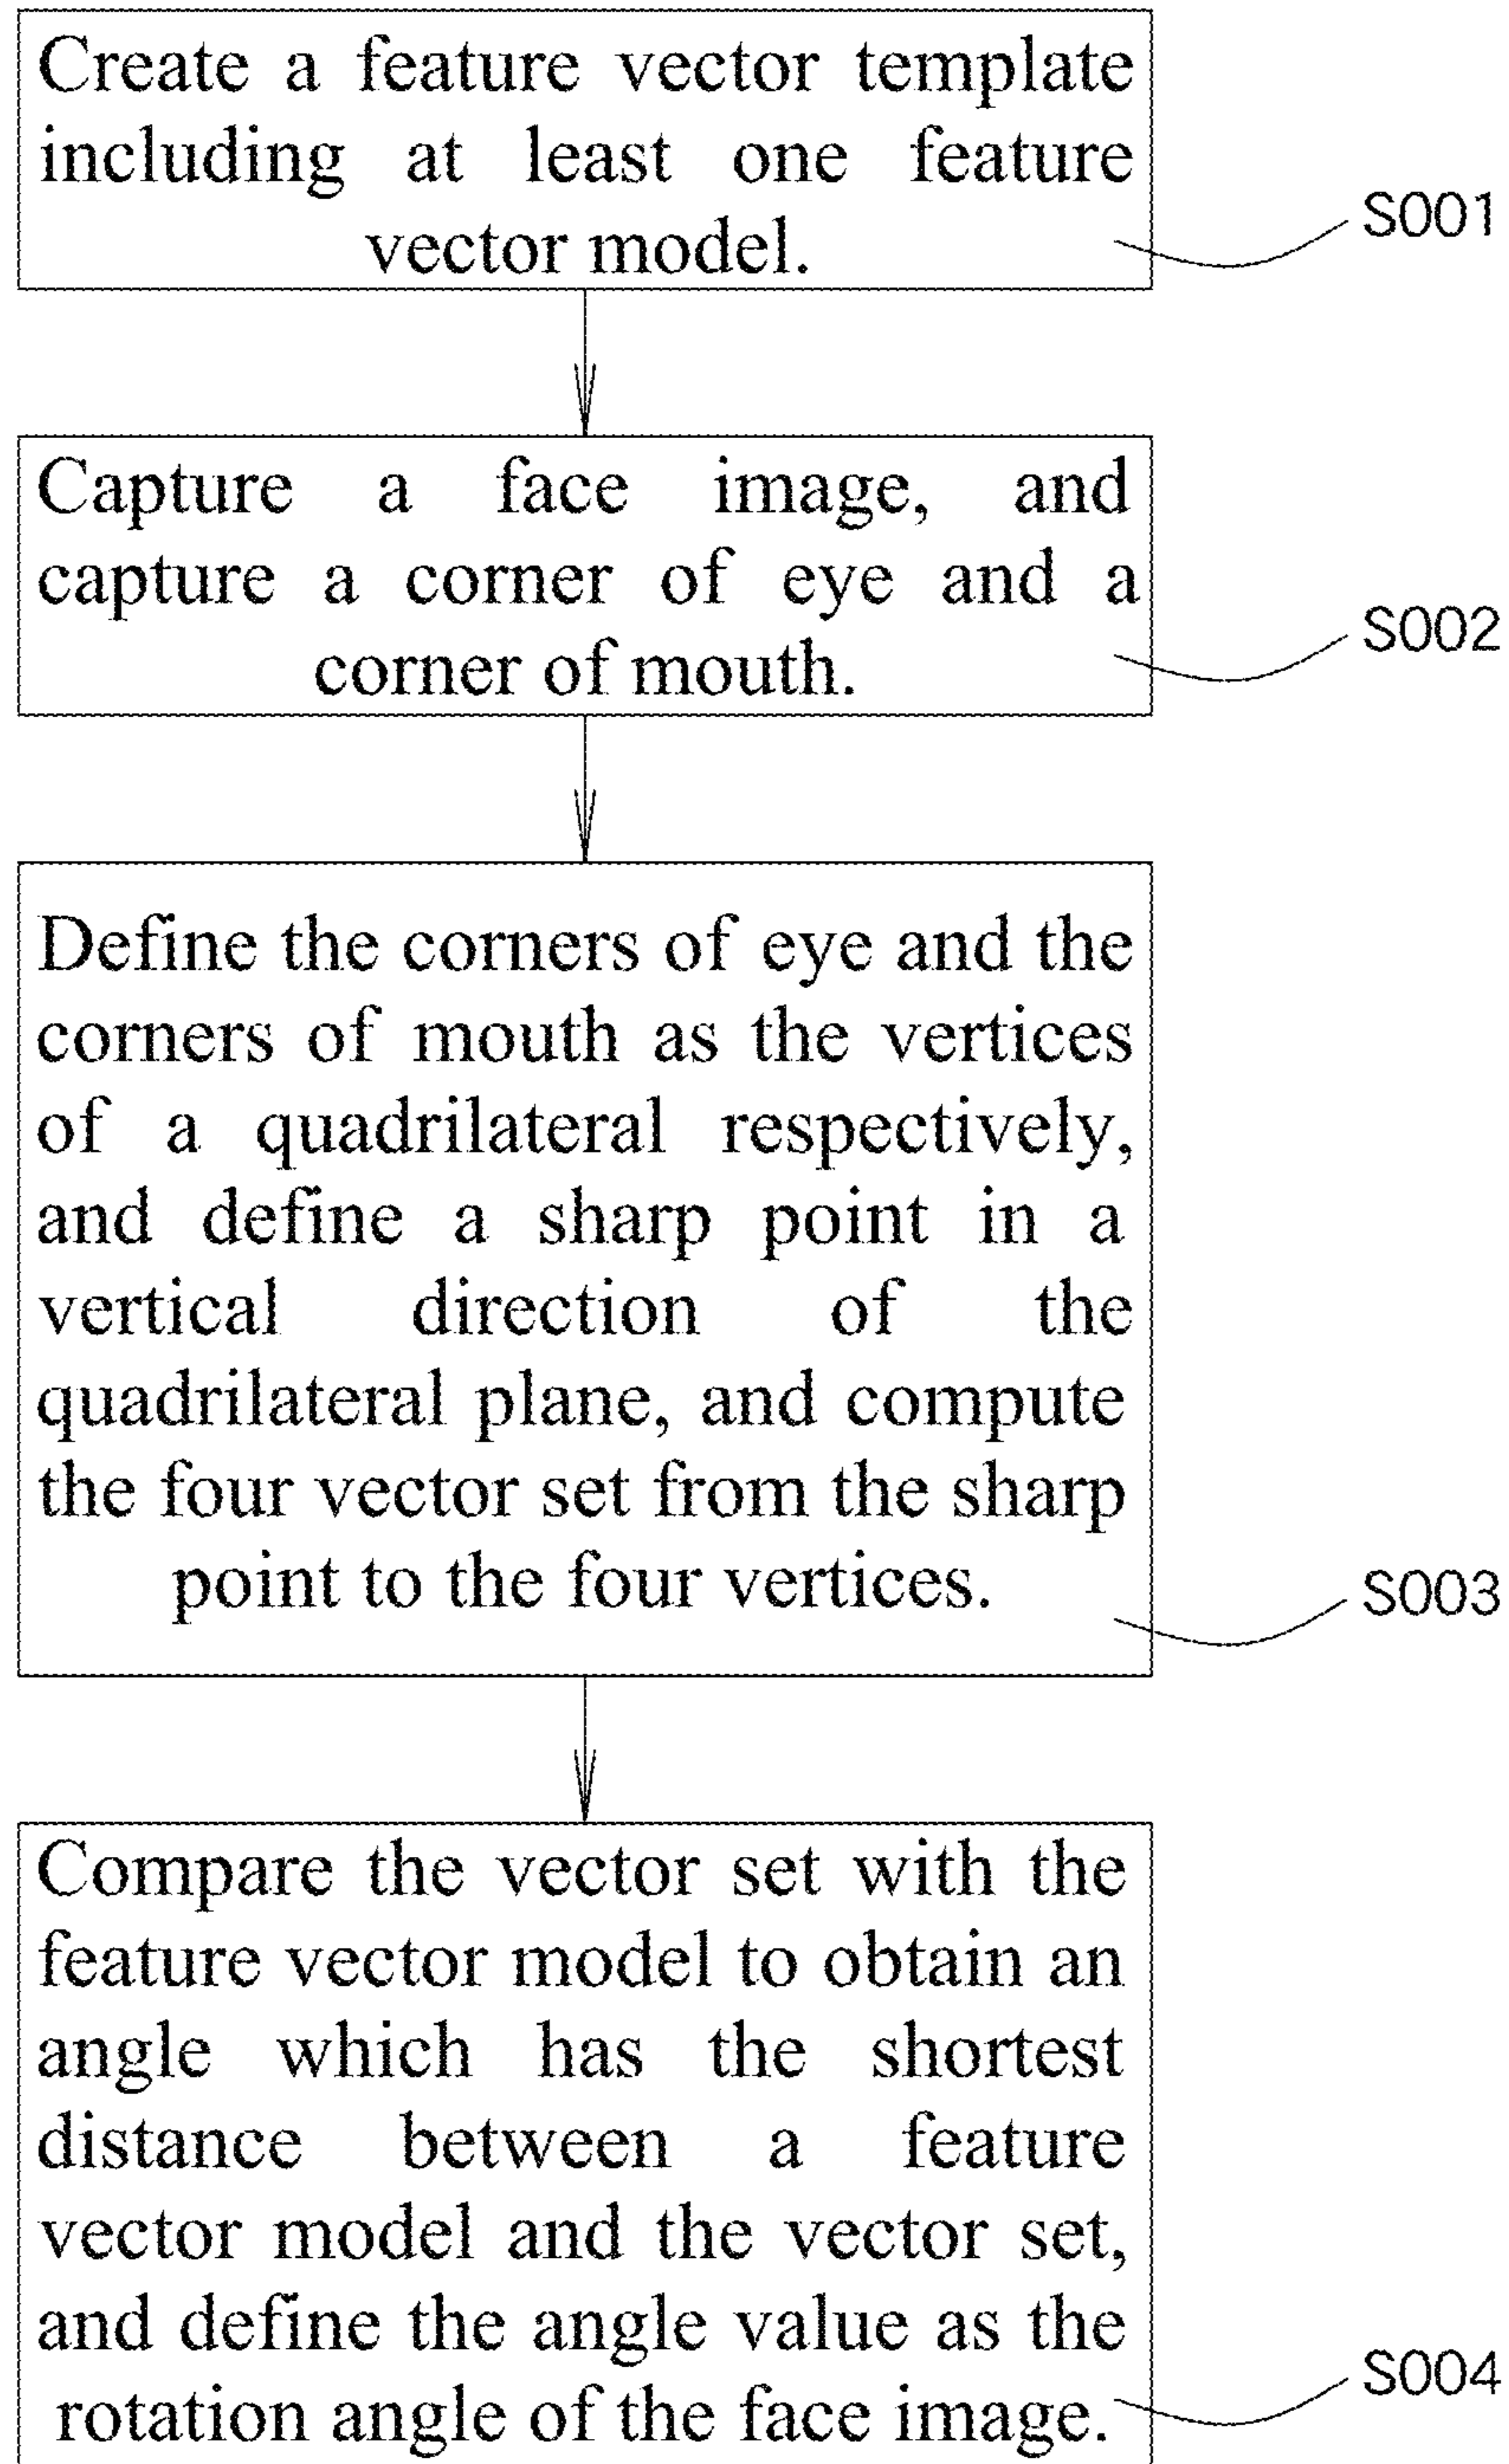 Create a feature vector template
including at least one feature
vector model.
S001
Capture a face image, and
capture a corner of eye and a
corner of mouth.
S002
Define the corners of eye and the
corners of mouth as the vertices
of a quadrilateral respectively,
and define a sharp point in a
vertical direction of the
quadrilateral plane, and compute
the four vector set from the sharp
point to the four vertices.
S003
Compare the vector set with the
feature vector model to obtain an
angle which has the shortest
distance between a feature
vector model and the vector set,
and define the angle value as the
rotation angle of the face image.
S004